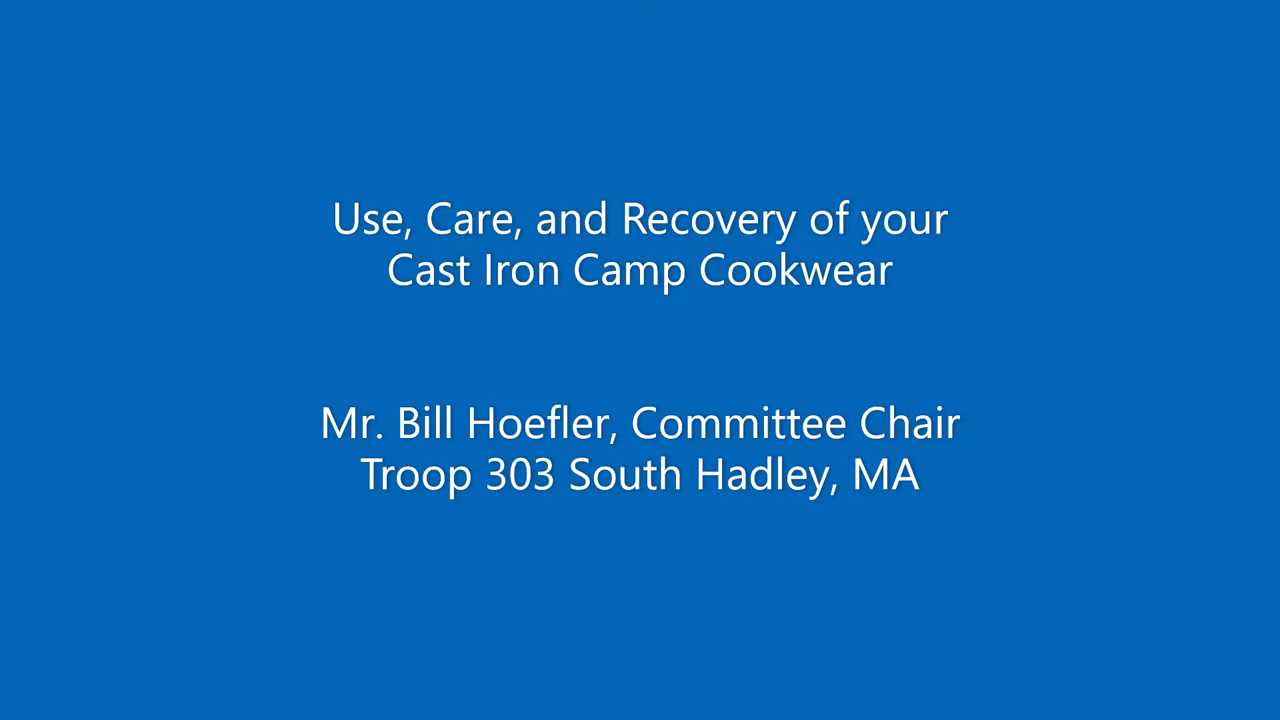 Use, Care, and Recovery of your
Cast Iron Camp Cookwear
Mr. Bill Hoefler, Committee Chair
Troop 303 South Hadley, MA